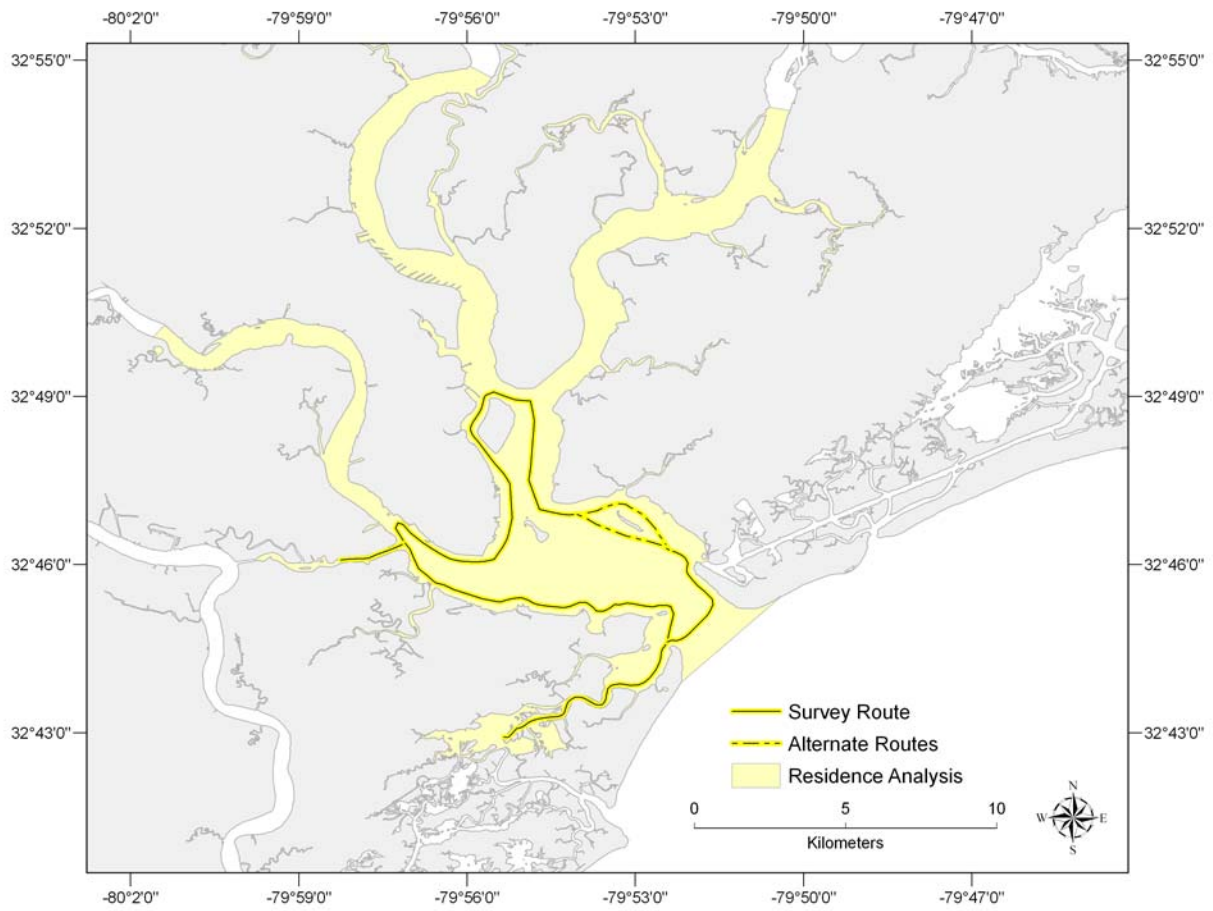 -80°2'0" -79°59'0" -79°56'0" -79°53'0" -79°50'0" -79°47'0"
32°55'0" 32°55'0"
32°52'0" 32°52'0"
32°49'0" 32°49'0"
32°46'0" 32°46'0"
32°43'0" 32°43'0"
Survey Route
Alternate Routes
Residence Analysis
0 5 10
Kilometers
N
W E
S
-80°2'0" -79°59'0" -79°56'0" -79°53'0" -79°50'0" -79°47'0"